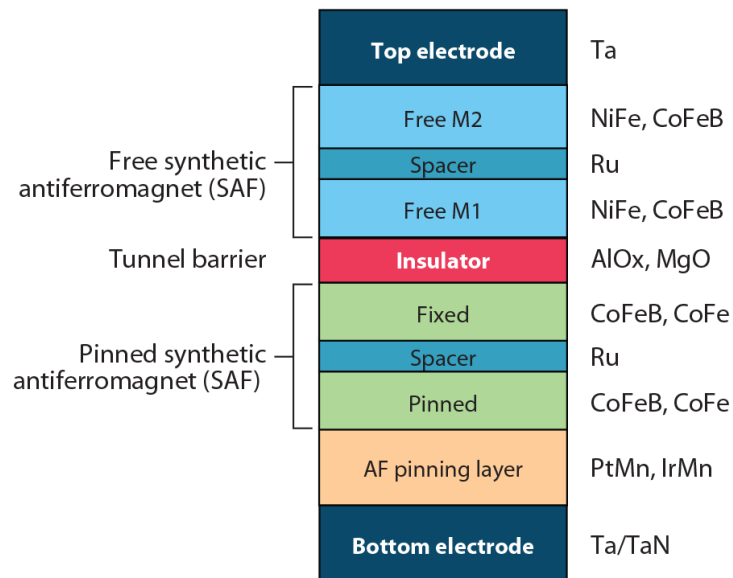 Top electrode Ta
Free M2 NiFe, CoFeB
Free synthetic
antiferromagnet (SAF)
Spacer Ru
Free M1 NiFe, CoFeB
Tunnel barrier Insulator AlOx, MgO
Fixed CoFeB, CoFe
Pinned synthetic
antiferromagnet (SAF)
Spacer Ru
Pinned CoFeB, CoFe
AF pinning layer PtMn, IrMn
Bottom electrode Ta/TaN